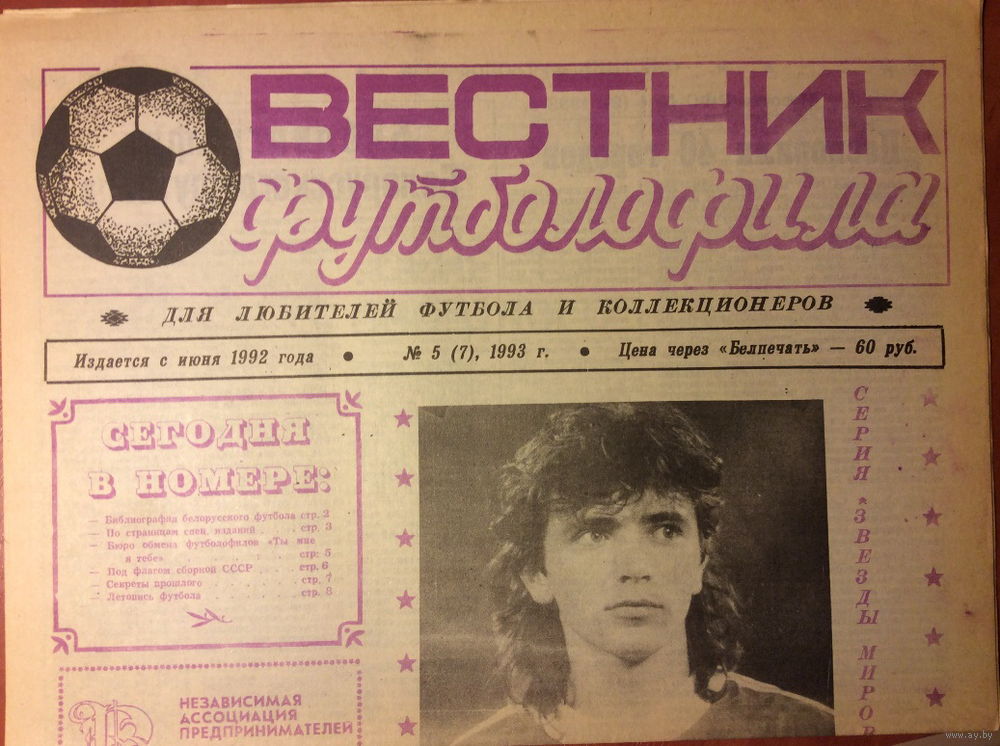 ВЕСТНИК
футболофила
ДЛЯ ЛЮБИТЕЛЕЙ ФУТБОЛА И КОЛЛЕКЦИОНЕРОВ
Издается с июня 1992 года ● № 5 (7), 1993 г. ● Цена через «Белпечать» — 60 руб.
СЕГОДНЯ
В НОМЕРЕ:
— Библиография белорусского футбола стр. 2
— По страницам спец. изданий . . . . стр. 3
— Бюро обмена футболофилов «Ты мне
я тебе» . . . . . стр. 5
— Под флагом сборной СССР . . . . стр. 6
— Секреты прошлого . . . . . . стр. 7
— Летопись футбола . . . . . . стр. 8
НЕЗАВИСИМАЯ
АССОЦИАЦИЯ
ПРЕДПРИНИМАТЕЛЕЙ
СЕРИЯ «ЗВЕЗДЫ МИРОВ
www.ay.by